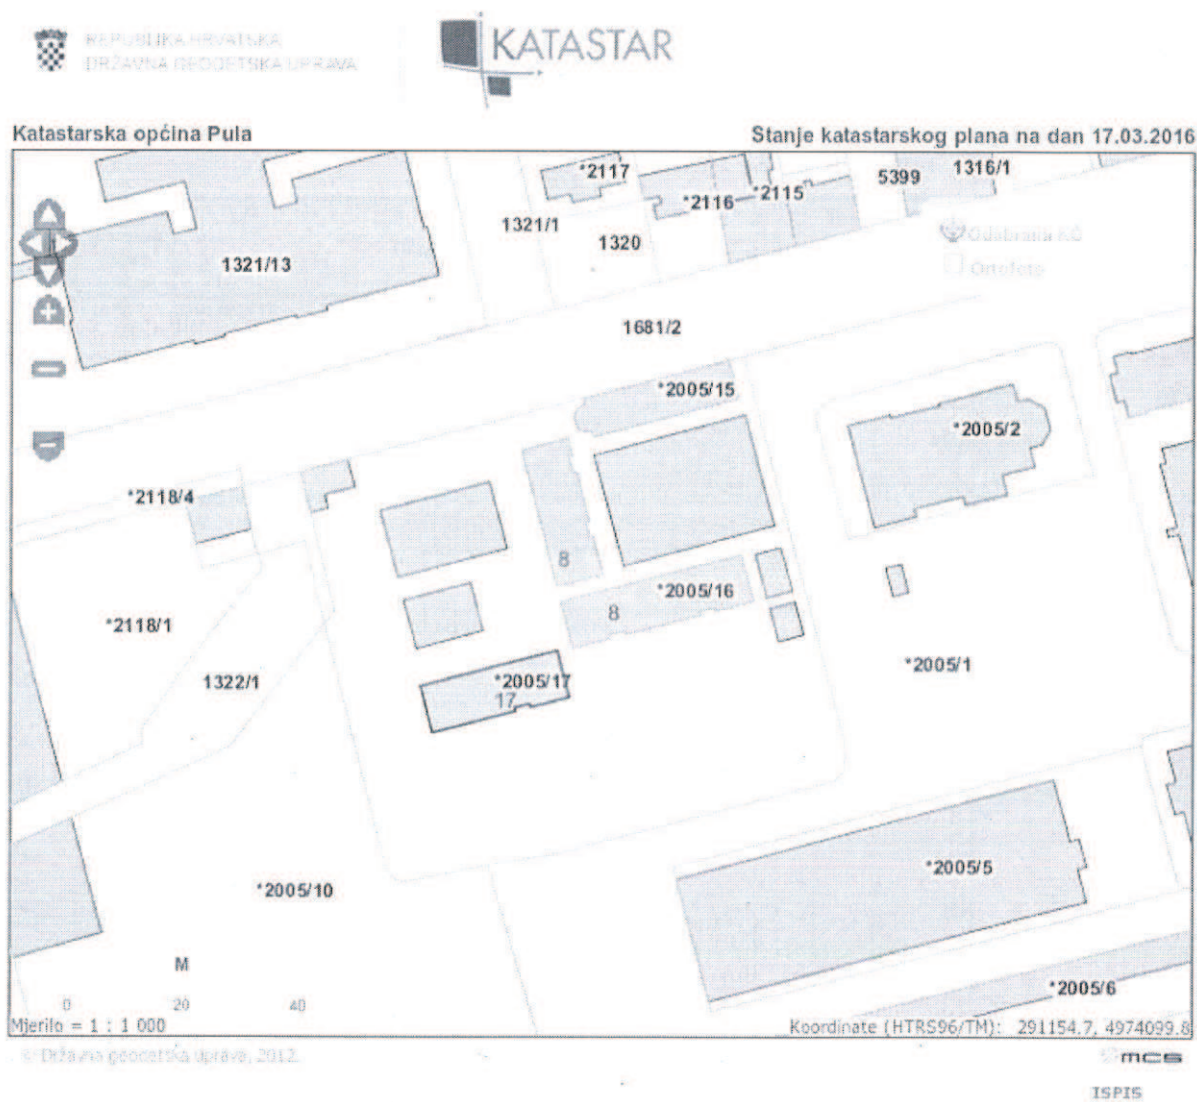 REPUBLIKA HRVATSKA
DRŽAVNA GEODETSKA UPRAVA
KATASTAR
Katastarska općina Pula
Stanje katastarskog plana na dan 17.03.2016
*2117
*2116
*2115
5399
1316/1
1321/1
1320
Odabrana KO
Ortofoto
1321/13
1681/2
*2005/15
*2005/2
*2118/4
8
*2005/16
8
*2118/1
1322/1
*2005/17
17
*2005/1
*2005/5
*2005/10
M
0 20 40
*2005/6
Mjerilo = 1 : 1 000
Koordinate (HTRS96/TM): 291154.7, 4974099.8
© Državna geodetska uprava, 2012.
mcs
ISPIS